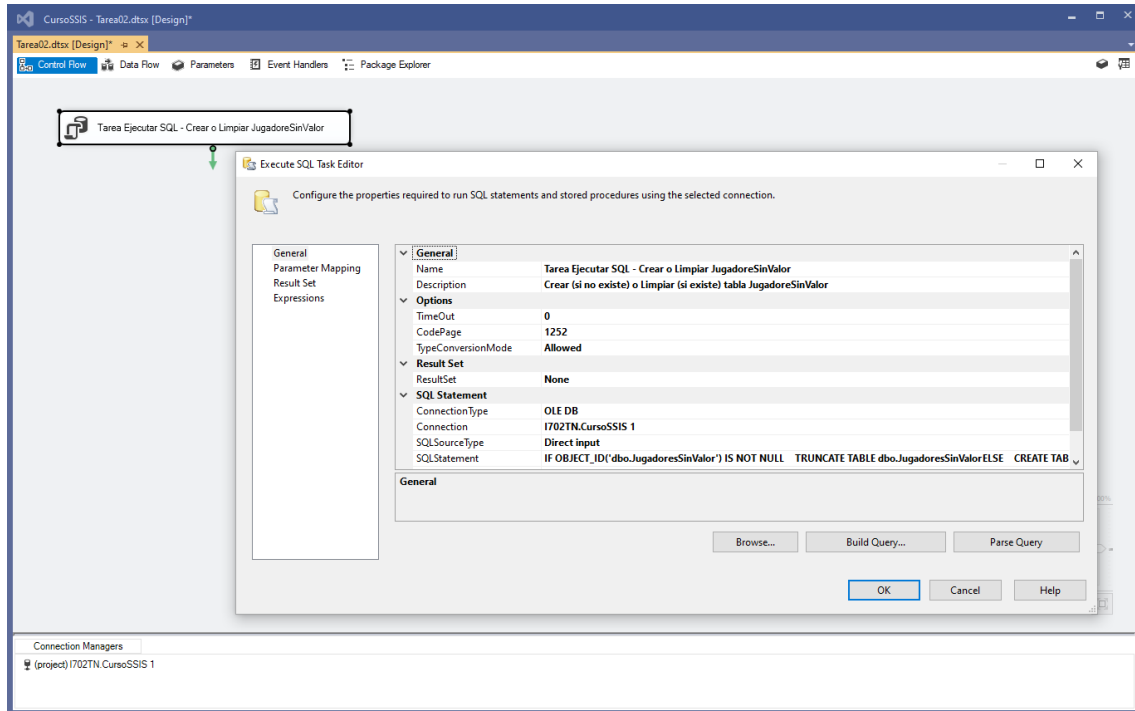 CursoSSIS - Tarea02.dtsx [Design]*
Tarea02.dtsx [Design]*
Control Flow Data Flow Parameters Event Handlers Package Explorer
Tarea Ejecutar SQL - Crear o Limpiar JugadoreSinValor
Execute SQL Task Editor
Configure the properties required to run SQL statements and stored procedures using the selected connection.
General
Parameter Mapping
Result Set
Expressions
General
Name Tarea Ejecutar SQL - Crear o Limpiar JugadoreSinValor
Description Crear (si no existe) o Limpiar (si existe) tabla JugadoreSinValor
Options
TimeOut 0
CodePage 1252
TypeConversionMode Allowed
Result Set
ResultSet None
SQL Statement
ConnectionType OLE DB
Connection I702TN.CursoSSIS 1
SQLSourceType Direct input
SQLStatement IF OBJECT_ID('dbo.JugadoresSinValor') IS NOT NULL TRUNCATE TABLE dbo.JugadoresSinValorELSE CREATE TAB
General
Browse... Build Query... Parse Query
OK Cancel Help
Connection Managers
(project) I702TN.CursoSSIS 1